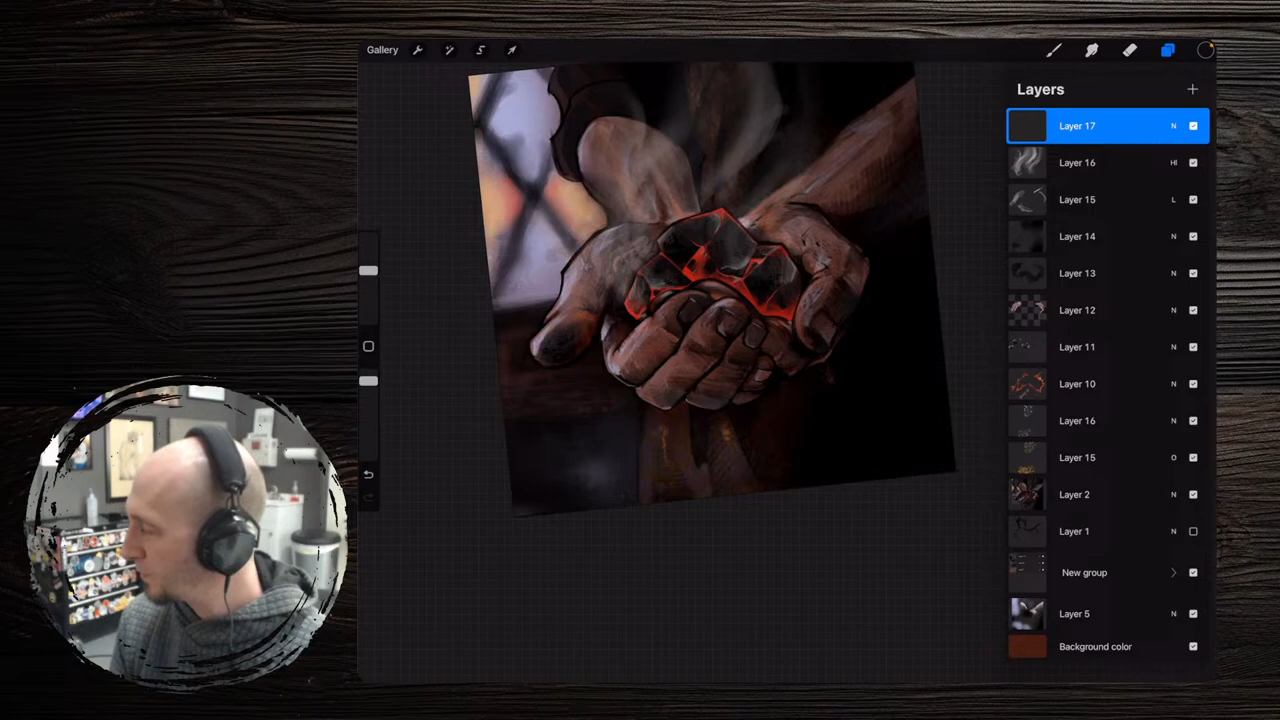 Gallery
Layers
Layer 17 N
Layer 16 Hl
Layer 15 L
Layer 14 N
Layer 13 N
Layer 12 N
Layer 11 N
Layer 10 N
Layer 16 N
Layer 15 O
Layer 2 N
Layer 1 N
New group
Layer 5 N
Background color